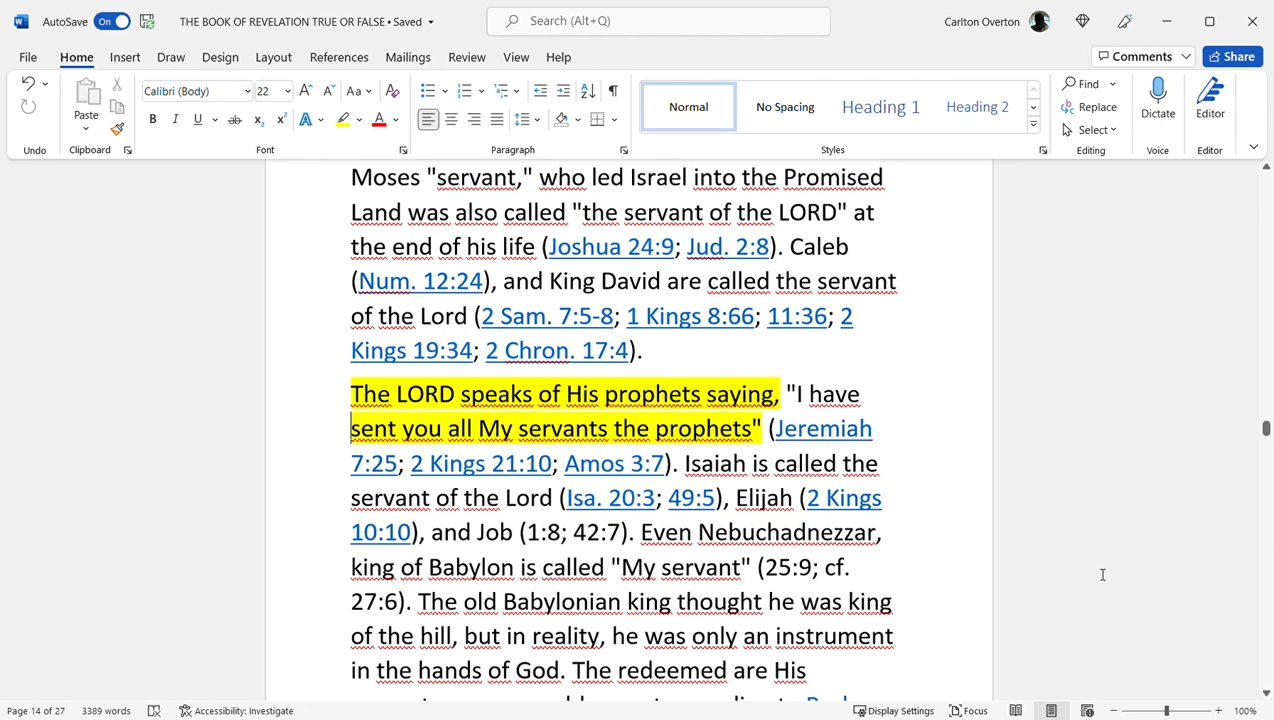 AutoSave On THE BOOK OF REVELATION TRUE OR FALSE • Saved Search (Alt+Q) Carlton Overton
File Home Insert Draw Design Layout References Mailings Review View Help Comments Share
Paste Calibri (Body) 22 Aa Normal No Spacing Heading 1 Heading 2 Find Replace Select Dictate Editor
Undo Clipboard Font Paragraph Styles Editing Voice Editor
Moses "servant," who led Israel into the Promised
Land was also called "the servant of the LORD" at
the end of his life (Joshua 24:9; Jud. 2:8). Caleb
(Num. 12:24), and King David are called the servant
of the Lord (2 Sam. 7:5-8; 1 Kings 8:66; 11:36; 2
Kings 19:34; 2 Chron. 17:4).
The LORD speaks of His prophets saying, "I have
sent you all My servants the prophets" (Jeremiah
7:25; 2 Kings 21:10; Amos 3:7). Isaiah is called the
servant of the Lord (Isa. 20:3; 49:5), Elijah (2 Kings
10:10), and Job (1:8; 42:7). Even Nebuchadnezzar,
king of Babylon is called "My servant" (25:9; cf.
27:6). The old Babylonian king thought he was king
of the hill, but in reality, he was only an instrument
in the hands of God. The redeemed are His
Page 14 of 27 3389 words Accessibility: Investigate Display Settings Focus 100%